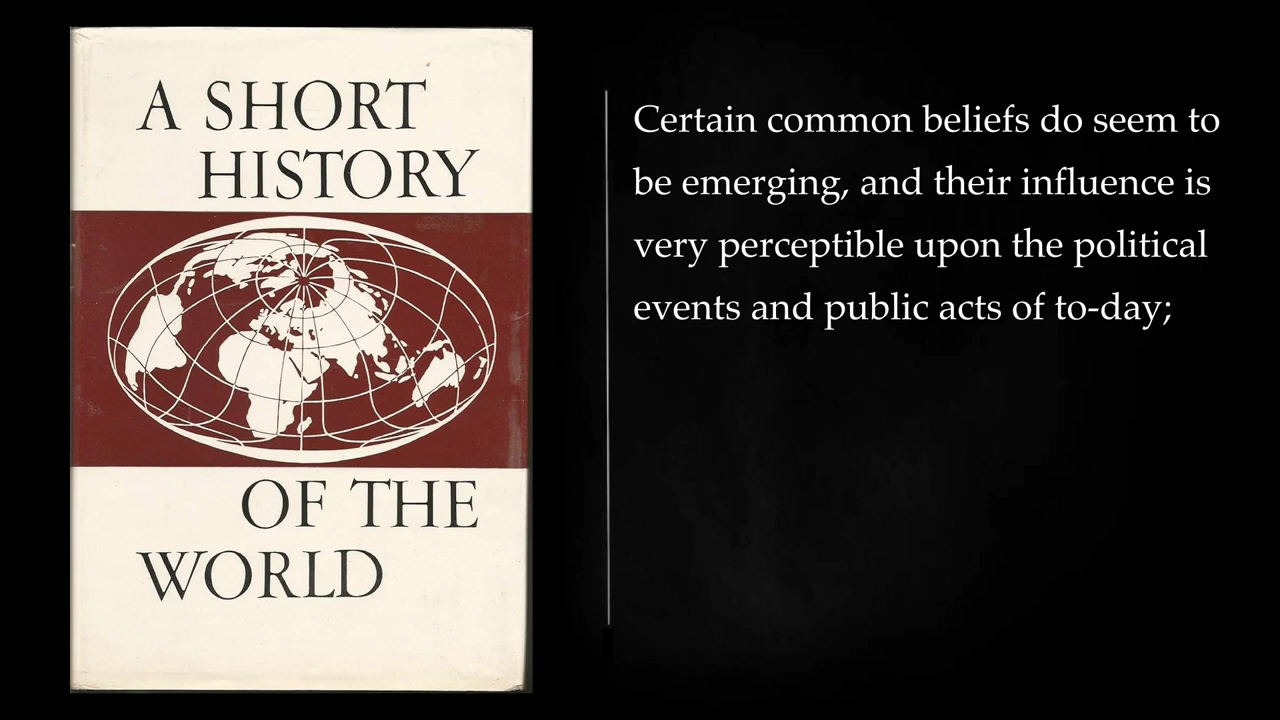 A SHORT
HISTORY
OF THE
WORLD
Certain common beliefs do seem to
be emerging, and their influence is
very perceptible upon the political
events and public acts of to-day;